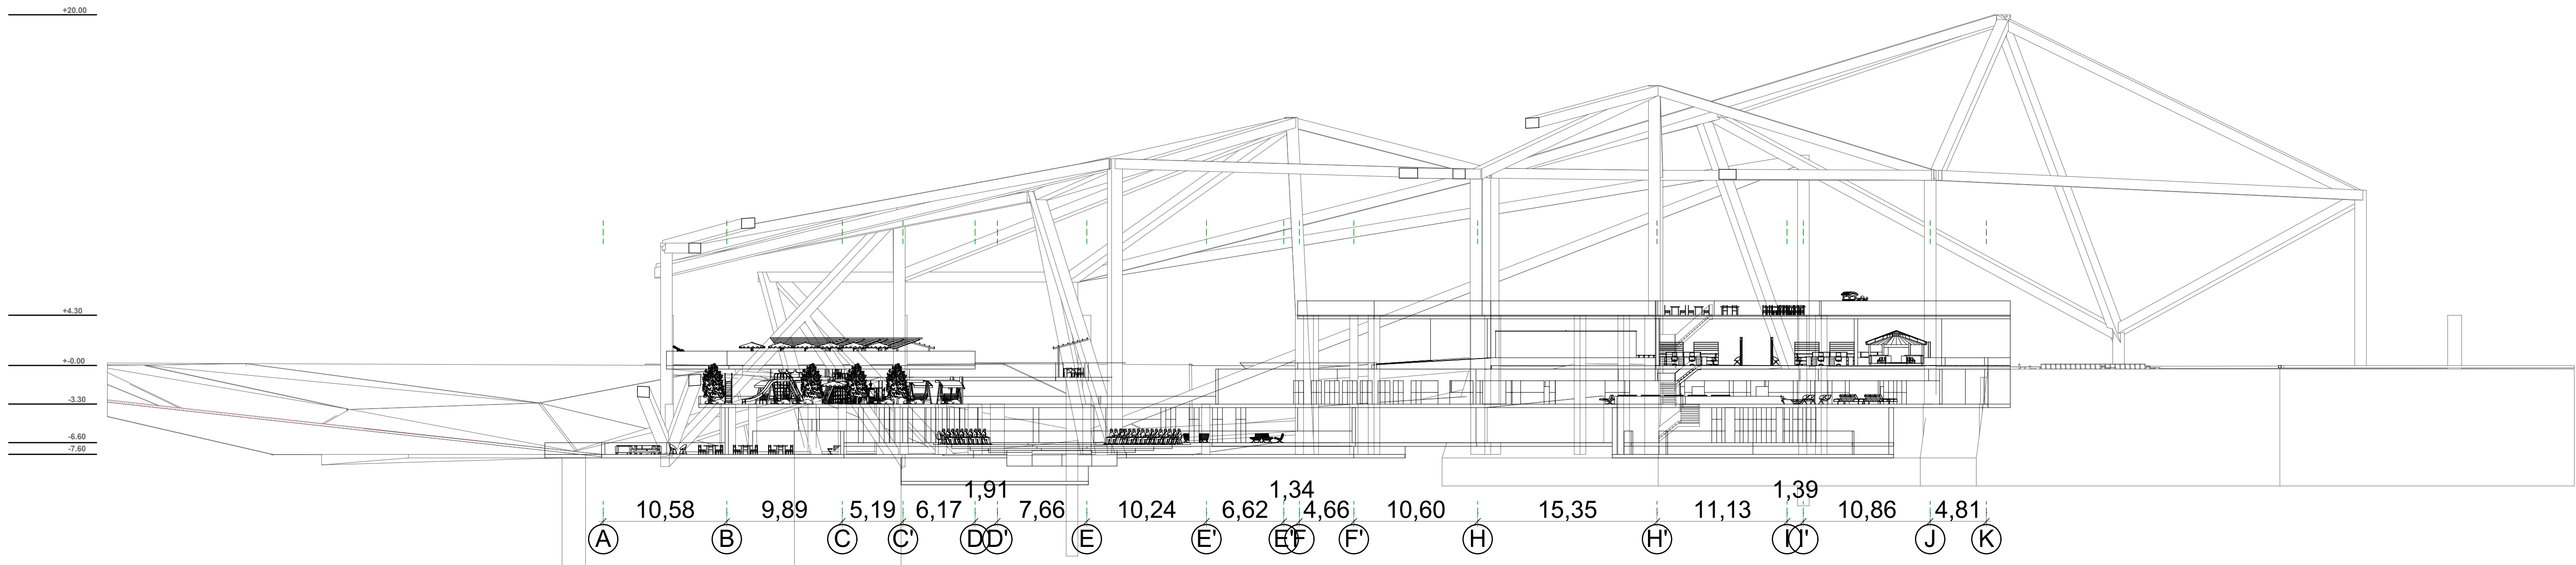 +20.00
+4.30
+-0.00
-3.30
-6.60
-7.60
1,91 1,34 1,39
10,58 9,89 5,19 6,17 7,66 10,24 6,62 4,66 10,60 15,35 11,13 10,86 4,81
A B C C' D D' E E' E' F F' H H' I I' J K